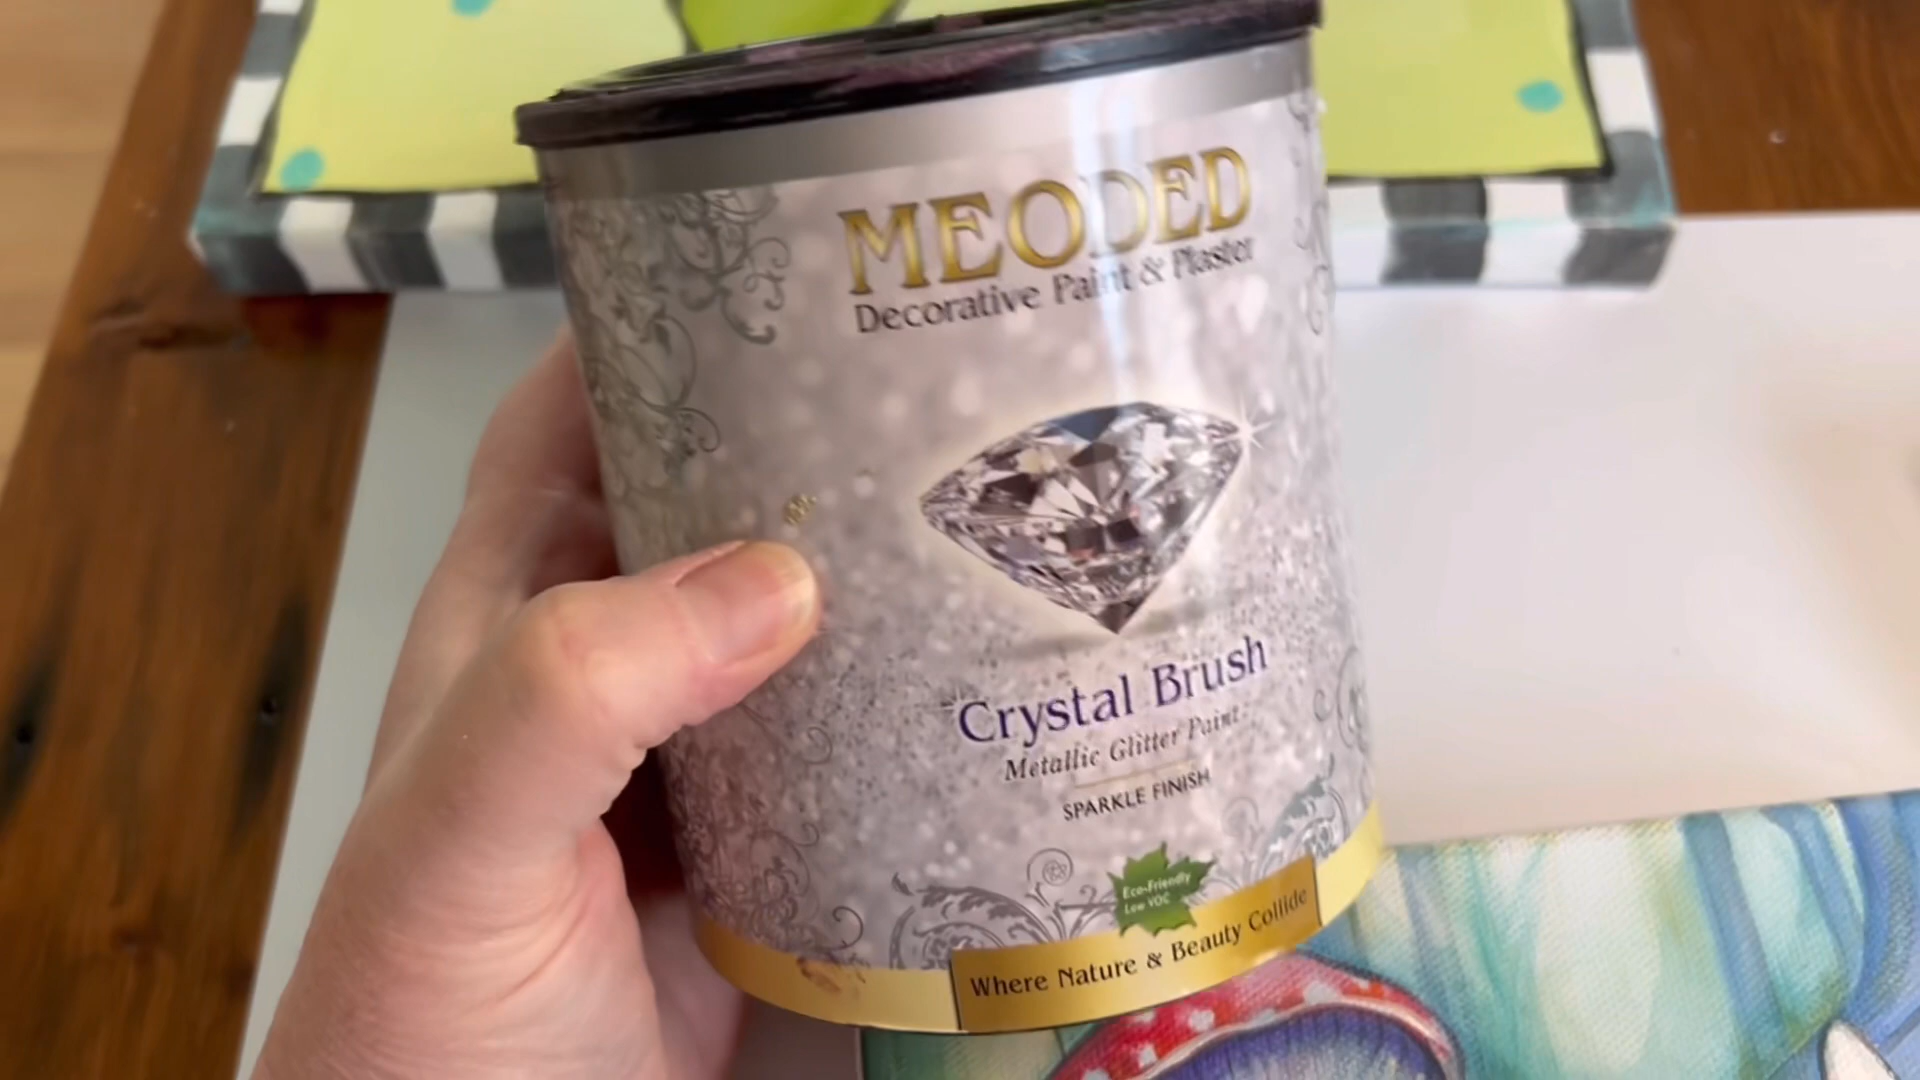 MEODED
Decorative Paint & Plaster
Crystal Brush
Metallic Glitter Paint
SPARKLE FINISH
Eco-Friendly
Low VOC
Where Nature & Beauty Collide